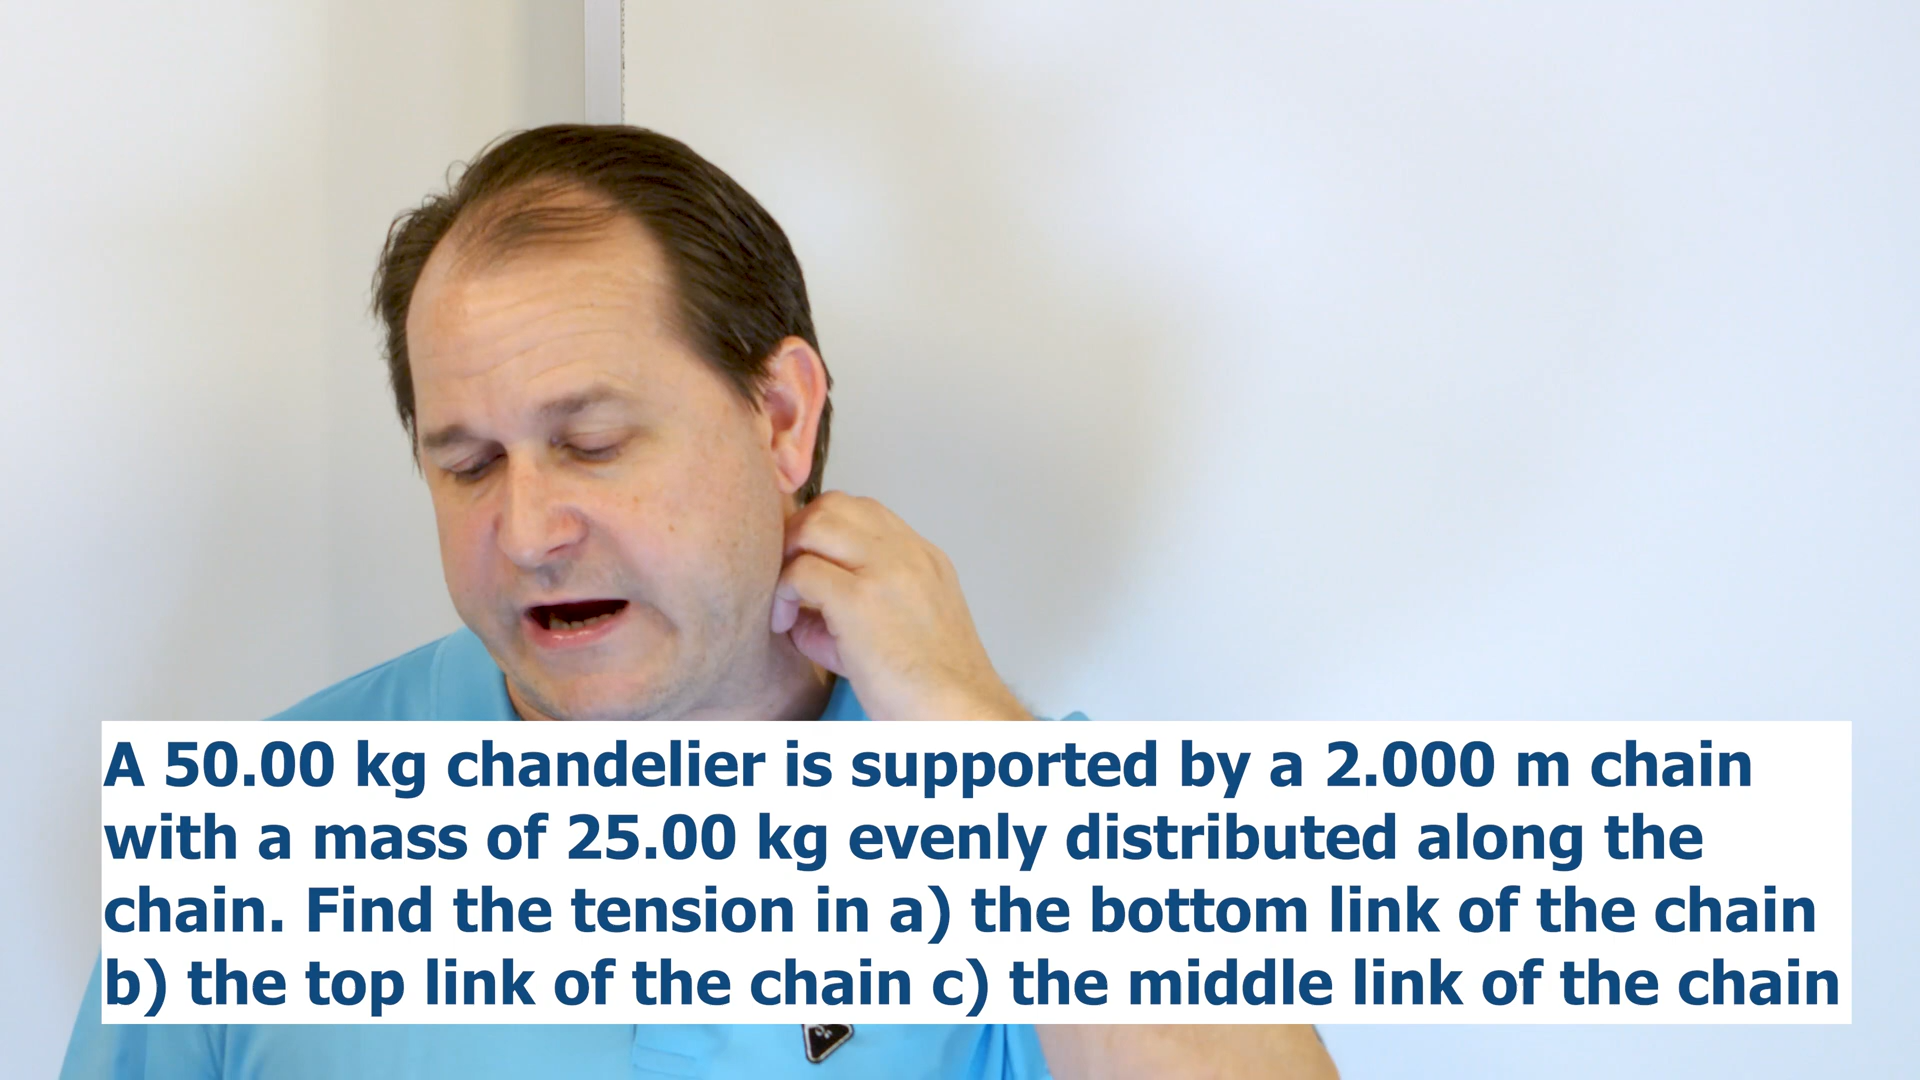 A 50.00 kg chandelier is supported by a 2.000 m chain
with a mass of 25.00 kg evenly distributed along the
chain. Find the tension in a) the bottom link of the chain
b) the top link of the chain c) the middle link of the chain